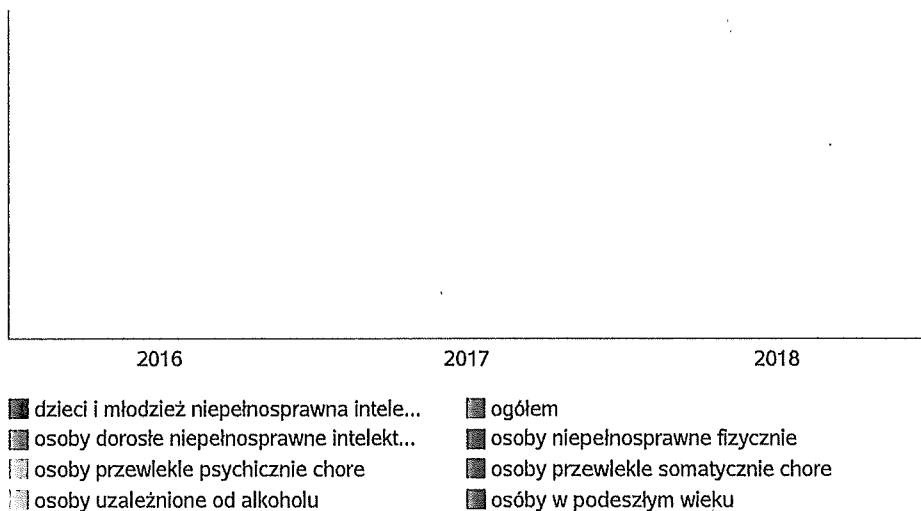 2016 2017 2018
dzieci i młodzież niepełnosprawna intele...
osoby dorosłe niepełnosprawne intelekt...
osoby przewlekle psychicznie chore
osoby uzależnione od alkoholu
ogółem
osoby niepełnosprawne fizycznie
osoby przewlekle somatycznie chore
osóby w podeszłym wieku